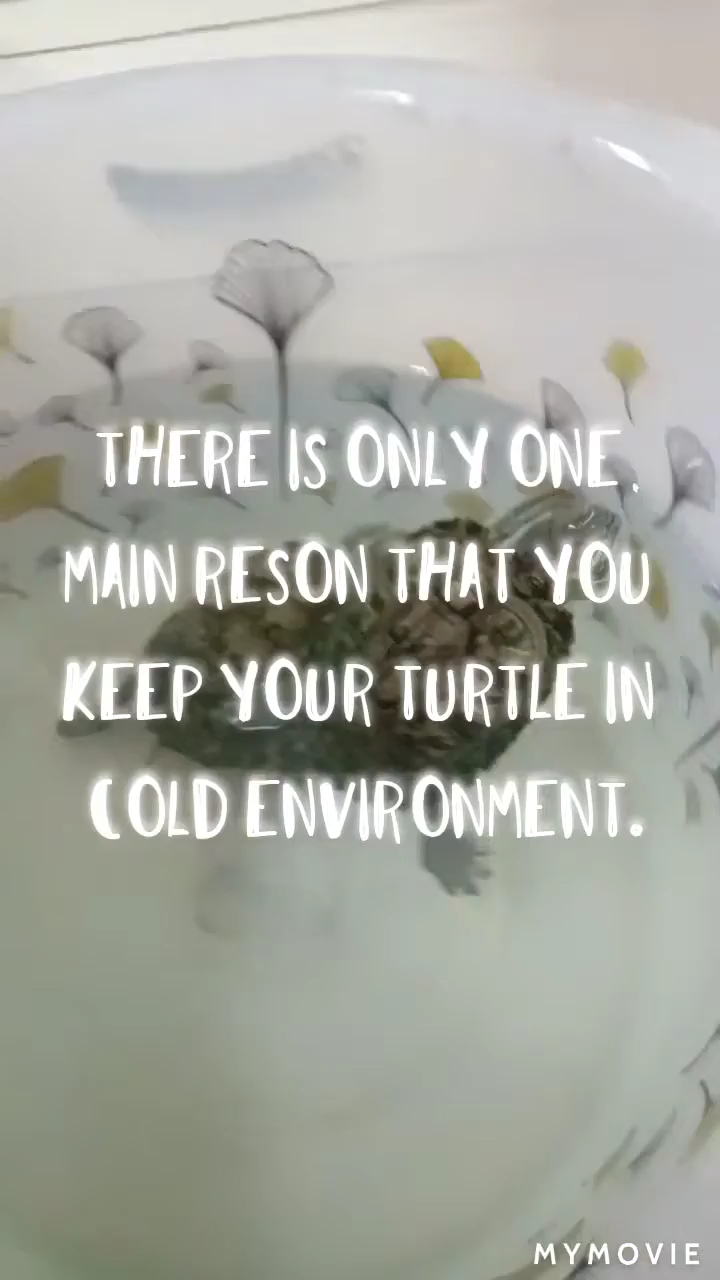 THERE IS ONLY ONE.
MAIN RESON THAT YOU
KEEP YOUR TURTLE IN
COLD ENVIRONMENT.
MYMOVIE